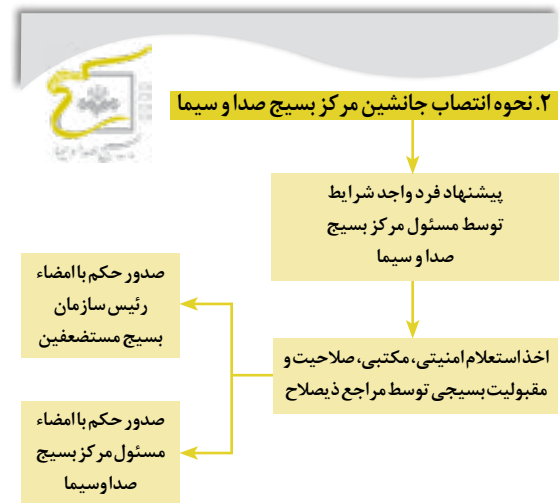 ۲. نحوه انتصاب جانشین مرکز بسیج صدا و سیما
پیشنهاد فرد واجد شرایط
توسط مسئول مرکز بسیج
صدا و سیما
اخذ استعلام امنیتی، مکتبی، صلاحیت و
مقبولیت بسیجی توسط مراجع ذیصلاح
صدور حکم با امضاء
رئیس سازمان
بسیج مستضعفین
صدور حکم با امضاء
مسئول مرکز بسیج
صداوسیما